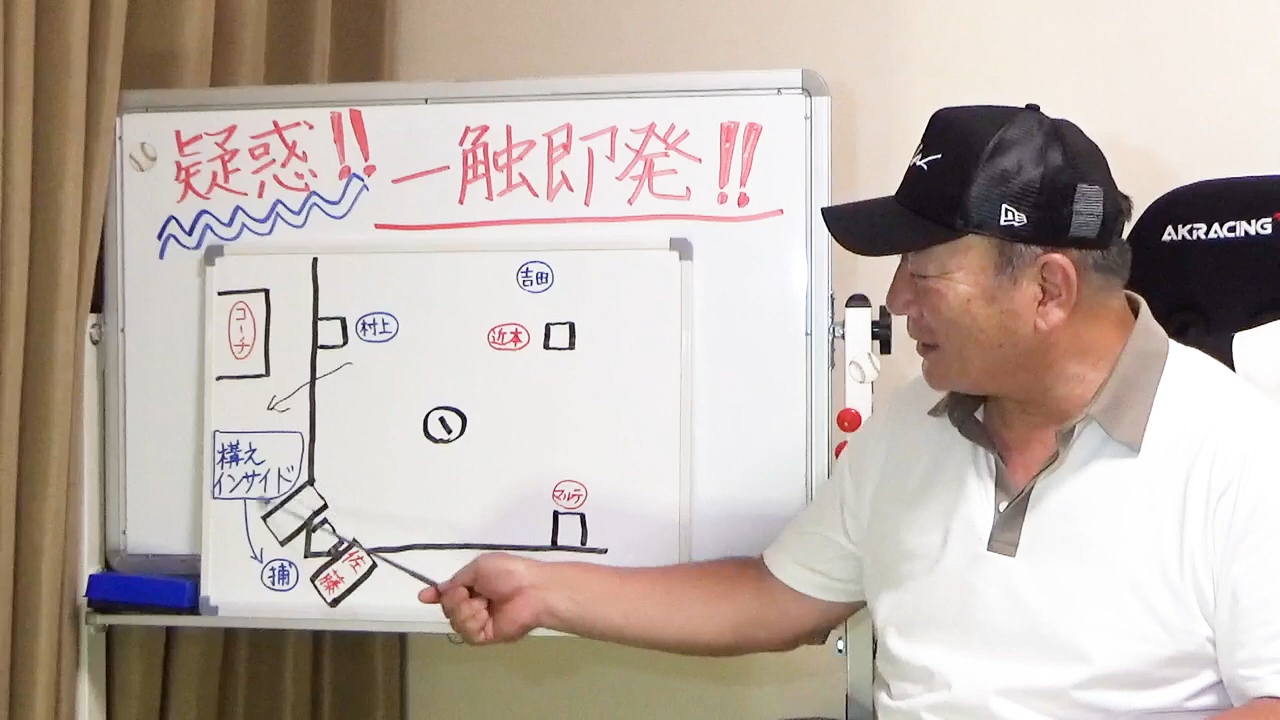 疑惑!! 一触即発!!
吉田
コーチ
村上
近本
①
構え
インサイド
マルテ
捕
佐藤
AKRACING